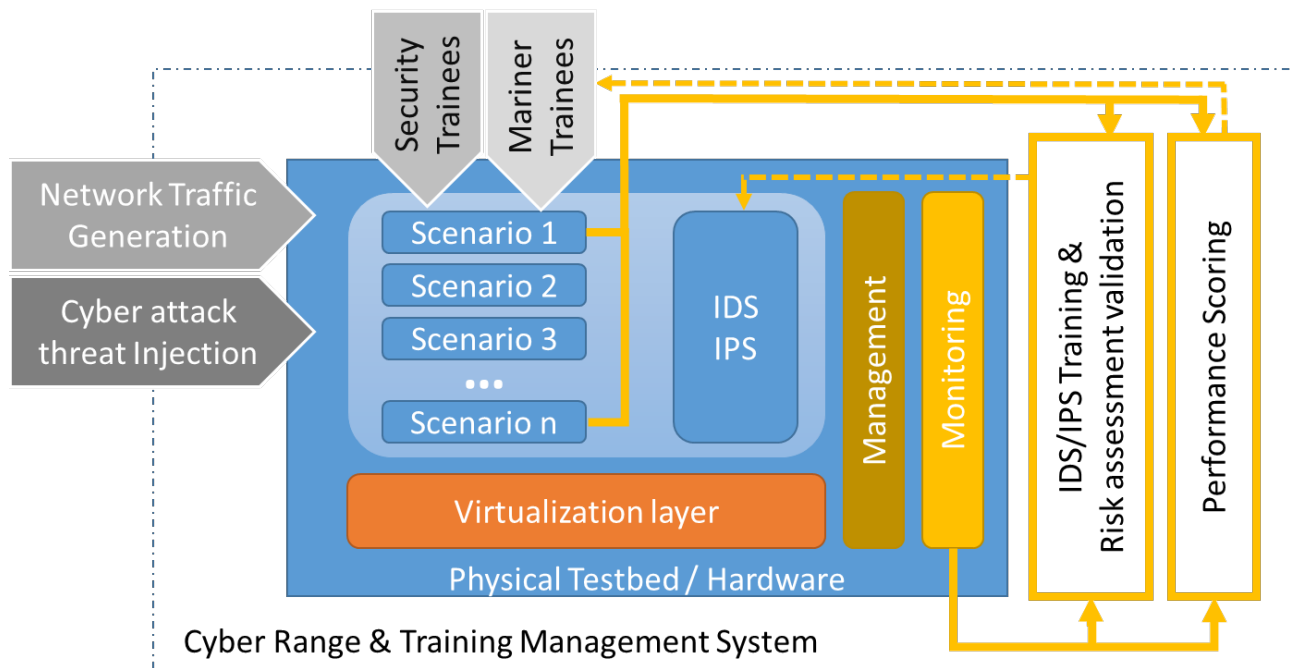 Security
Trainees
Mariner
Trainees
Network Traffic
Generation
Cyber attack
threat Injection
Scenario 1
Scenario 2
Scenario 3
...
Scenario n
IDS
IPS
Management
Monitoring
IDS/IPS Training &
Risk assessment validation
Performance Scoring
Virtualization layer
Physical Testbed / Hardware
Cyber Range & Training Management System